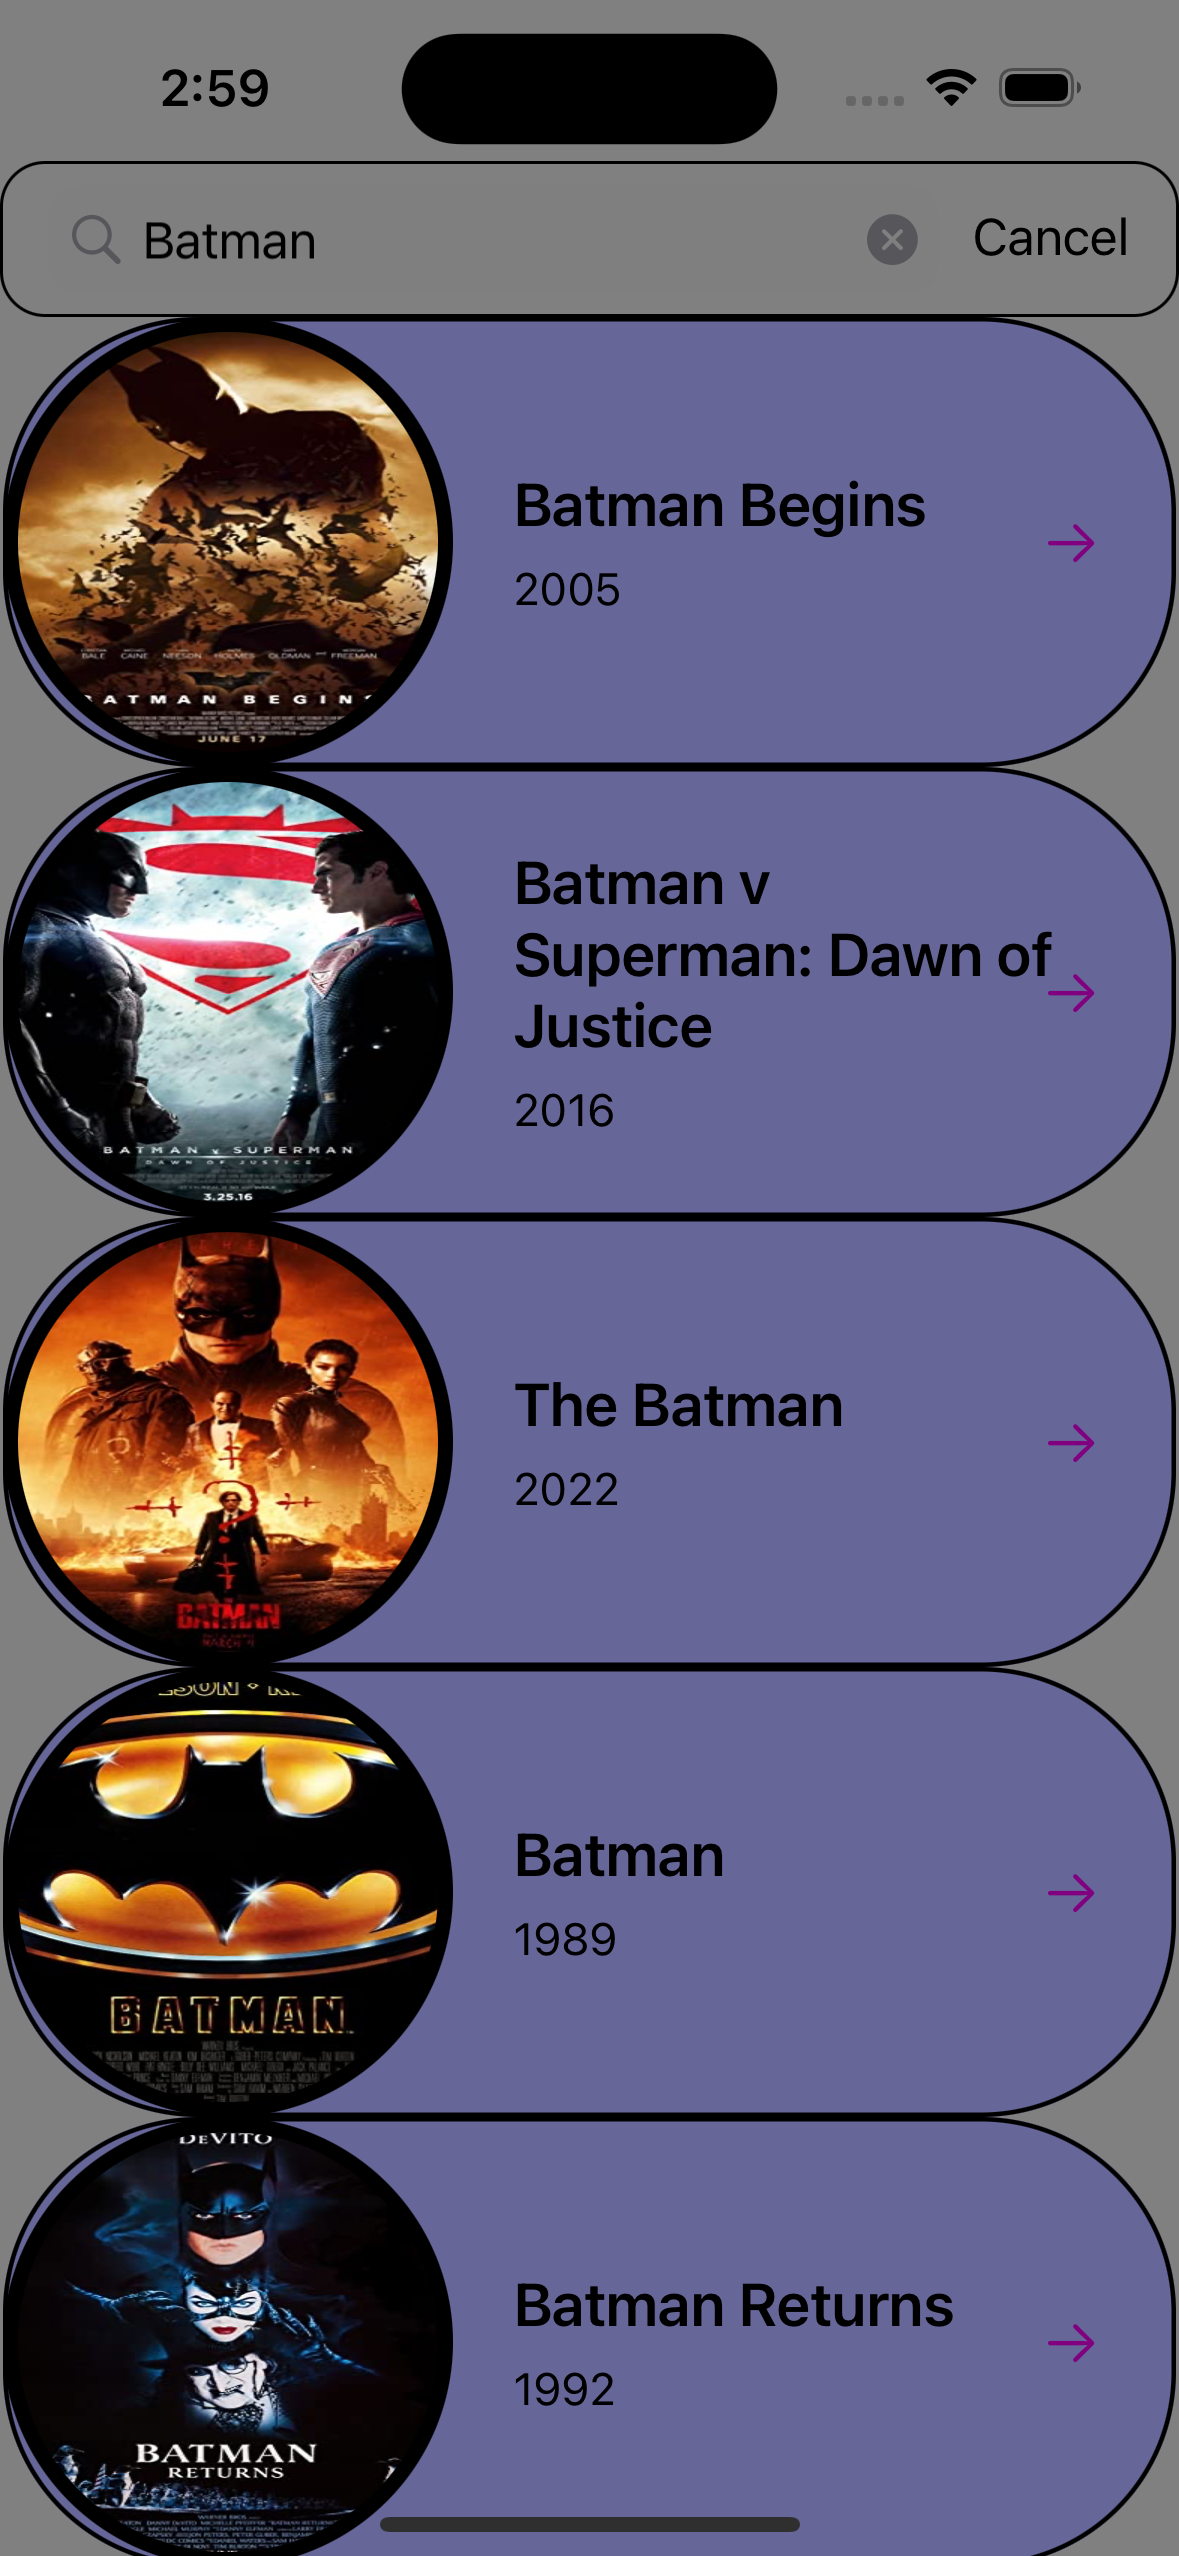 2:59
Batman
Cancel
BALE CAINE NEESON HOLMES OLDMAN FREEMAN
BATMAN BEGINS
JUNE 17
Batman Begins
2005
BATMAN v SUPERMAN
DAWN OF JUSTICE
3.25.16
Batman v
Superman: Dawn of
Justice
2016
THE
BATMAN
MARCH 4
The Batman
2022
BATMAN
Batman
1989
DEVITO
BATMAN
RETURNS
Batman Returns
1992